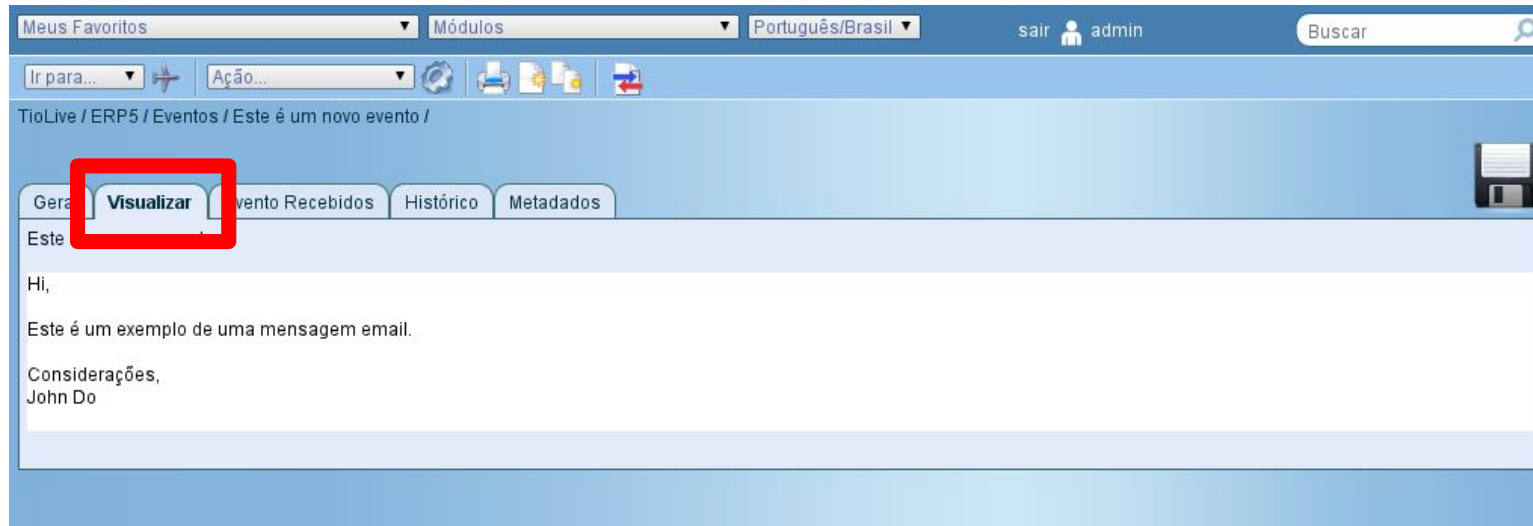 Meus Favoritos Módulos Português/Brasil sair admin Buscar
Ir para... Ação...
TioLive / ERP5 / Eventos / Este é um novo evento /
Visualizar Recebidos Histórico Metadados
Este
Hi,
Este é um exemplo de uma mensagem email.
Considerações,
John Do